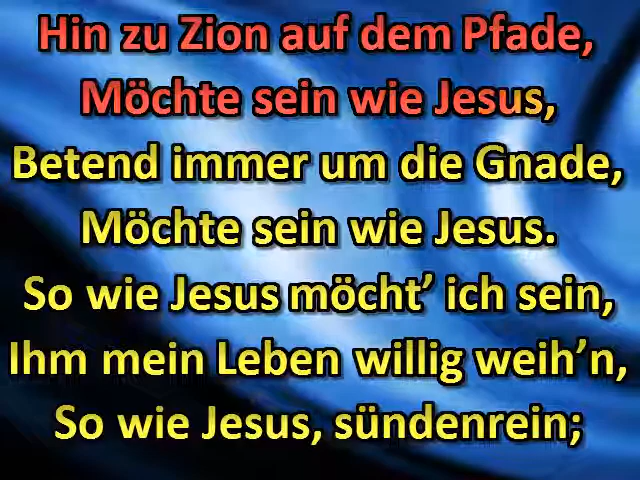 Hin zu Zion auf dem Pfade,
Möchte sein wie Jesus,
Betend immer um die Gnade,
Möchte sein wie Jesus.
So wie Jesus möcht’ ich sein,
Ihm mein Leben willig weih’n,
So wie Jesus, sündenrein;